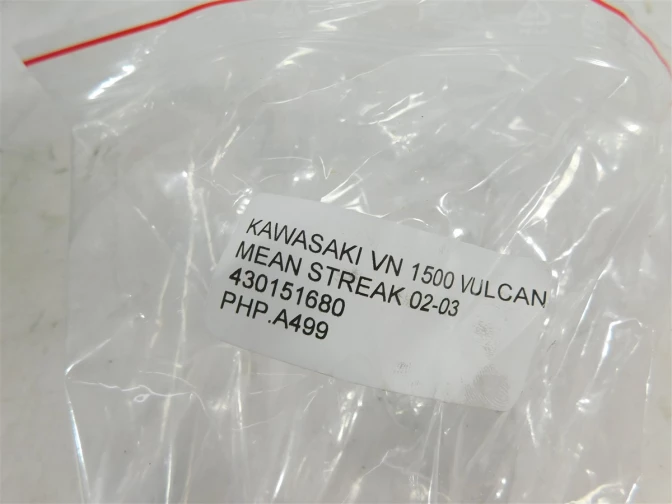 KAWASAKI VN 1500 VULCAN
MEAN STREAK 02-03
430151680
PHP.A499